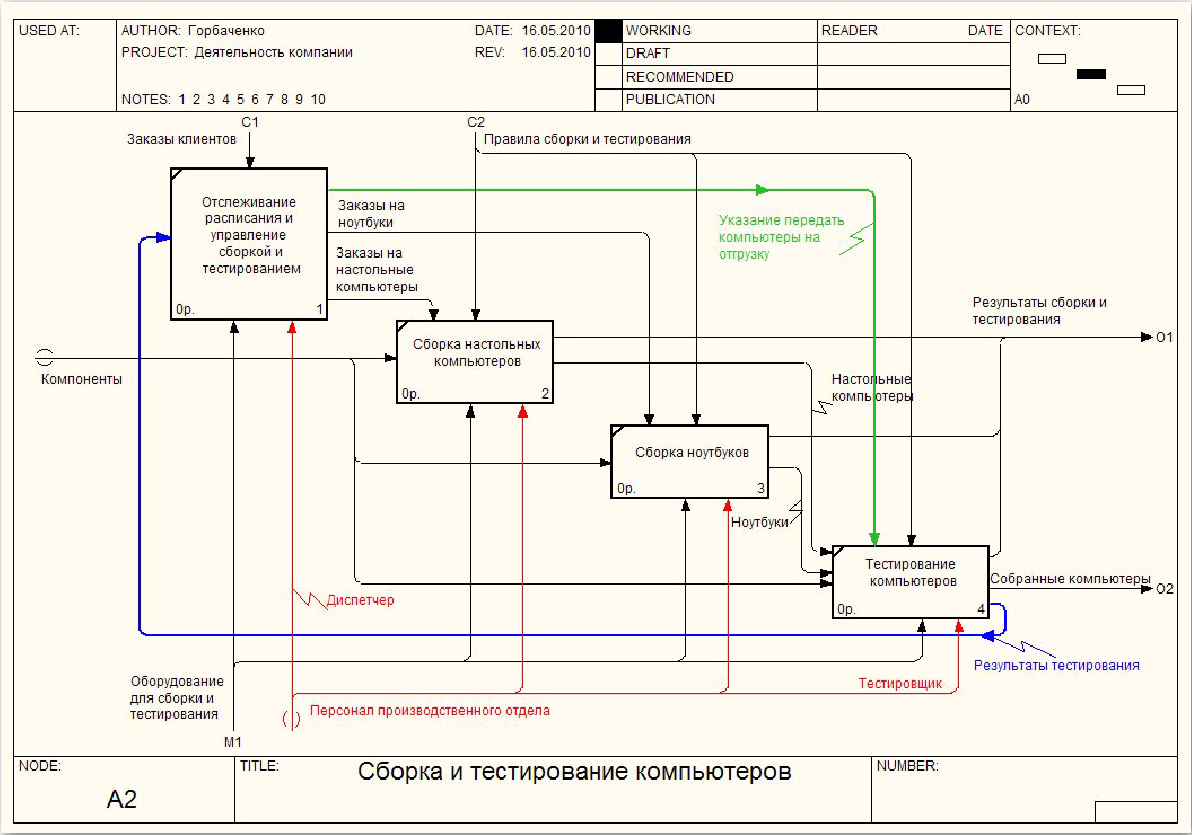 USED AT:
AUTHOR: Горбаченко
DATE: 16.05.2010
PROJECT: Деятельность компании
REV: 16.05.2010
NOTES: 1 2 3 4 5 6 7 8 9 10
WORKING
DRAFT
RECOMMENDED
PUBLICATION
READER
DATE
CONTEXT:
A0
C1
Заказы клиентов
C2
Правила сборки и тестирования
Отслеживание
расписания и
управление
сборкой и
тестированием
0р.
1
Заказы на
ноутбуки
Заказы на
настольные
компьютеры
Указание передать
компьютеры на
отгрузку
Результаты сборки и
тестирования
O1
Компоненты
Сборка настольных
компьютеров
0р.
2
Настольные
компьютеры
Сборка ноутбуков
0р.
3
Ноутбуки
Тестирование
компьютеров
0р.
4
Собранные компьютеры
O2
Диспетчер
Результаты тестирования
Тестировщик
Оборудование
для сборки и
тестирования
Персонал производственного отдела
M1
NODE:
A2
TITLE:
Сборка и тестирование компьютеров
NUMBER: